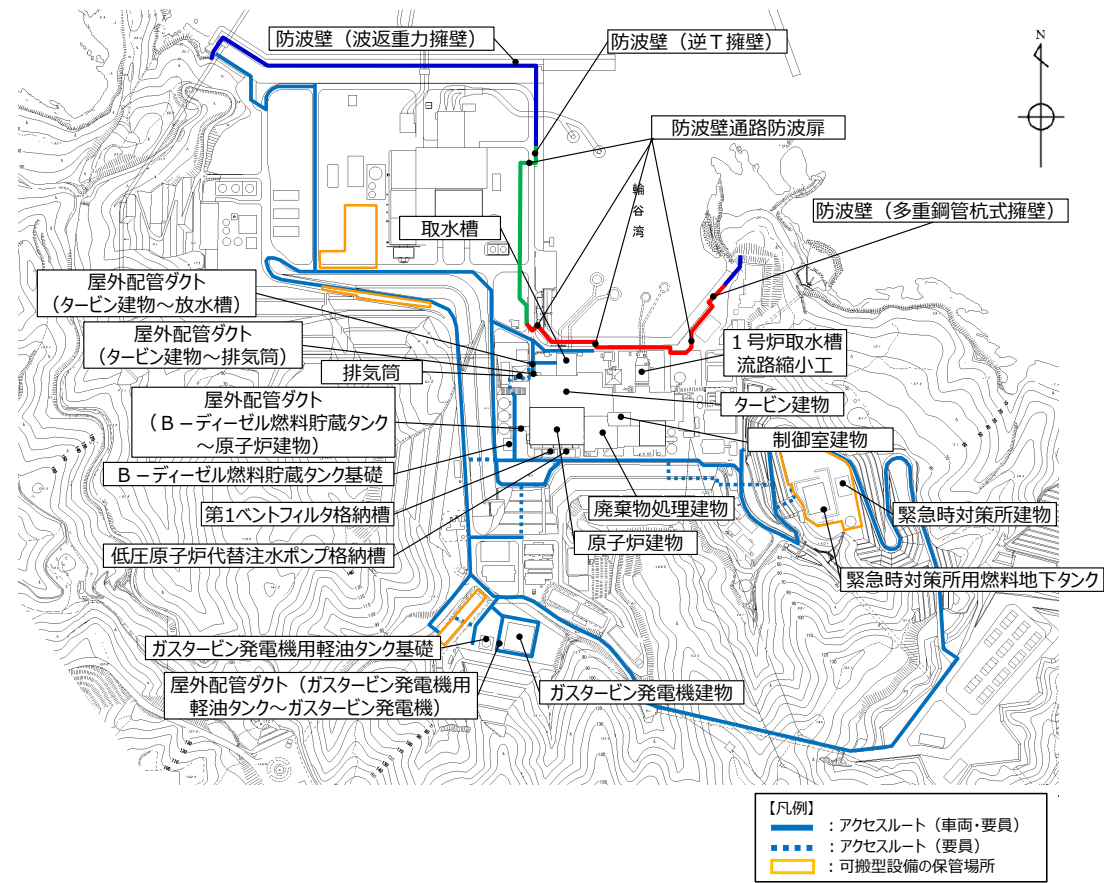 防波壁（波返重力擁壁）
防波壁（逆Ｔ擁壁）
N
防波壁通路防波扉
輪谷湾
防波壁（多重鋼管杭式擁壁）
取水槽
屋外配管ダクト
（タービン建物～放水槽）
屋外配管ダクト
（タービン建物～排気筒）
排気筒
１号炉取水槽
流路縮小工
タービン建物
屋外配管ダクト
（Ｂ－ディーゼル燃料貯蔵タンク
～原子炉建物）
制御室建物
Ｂ－ディーゼル燃料貯蔵タンク基礎
第1ベントフィルタ格納槽
廃棄物処理建物
緊急時対策所建物
低圧原子炉代替注水ポンプ格納槽
原子炉建物
緊急時対策所用燃料地下タンク
ガスタービン発電機用軽油タンク基礎
屋外配管ダクト（ガスタービン発電機用
軽油タンク～ガスタービン発電機）
ガスタービン発電機建物
【凡例】
：アクセスルート（車両・要員）
：アクセスルート（要員）
：可搬型設備の保管場所